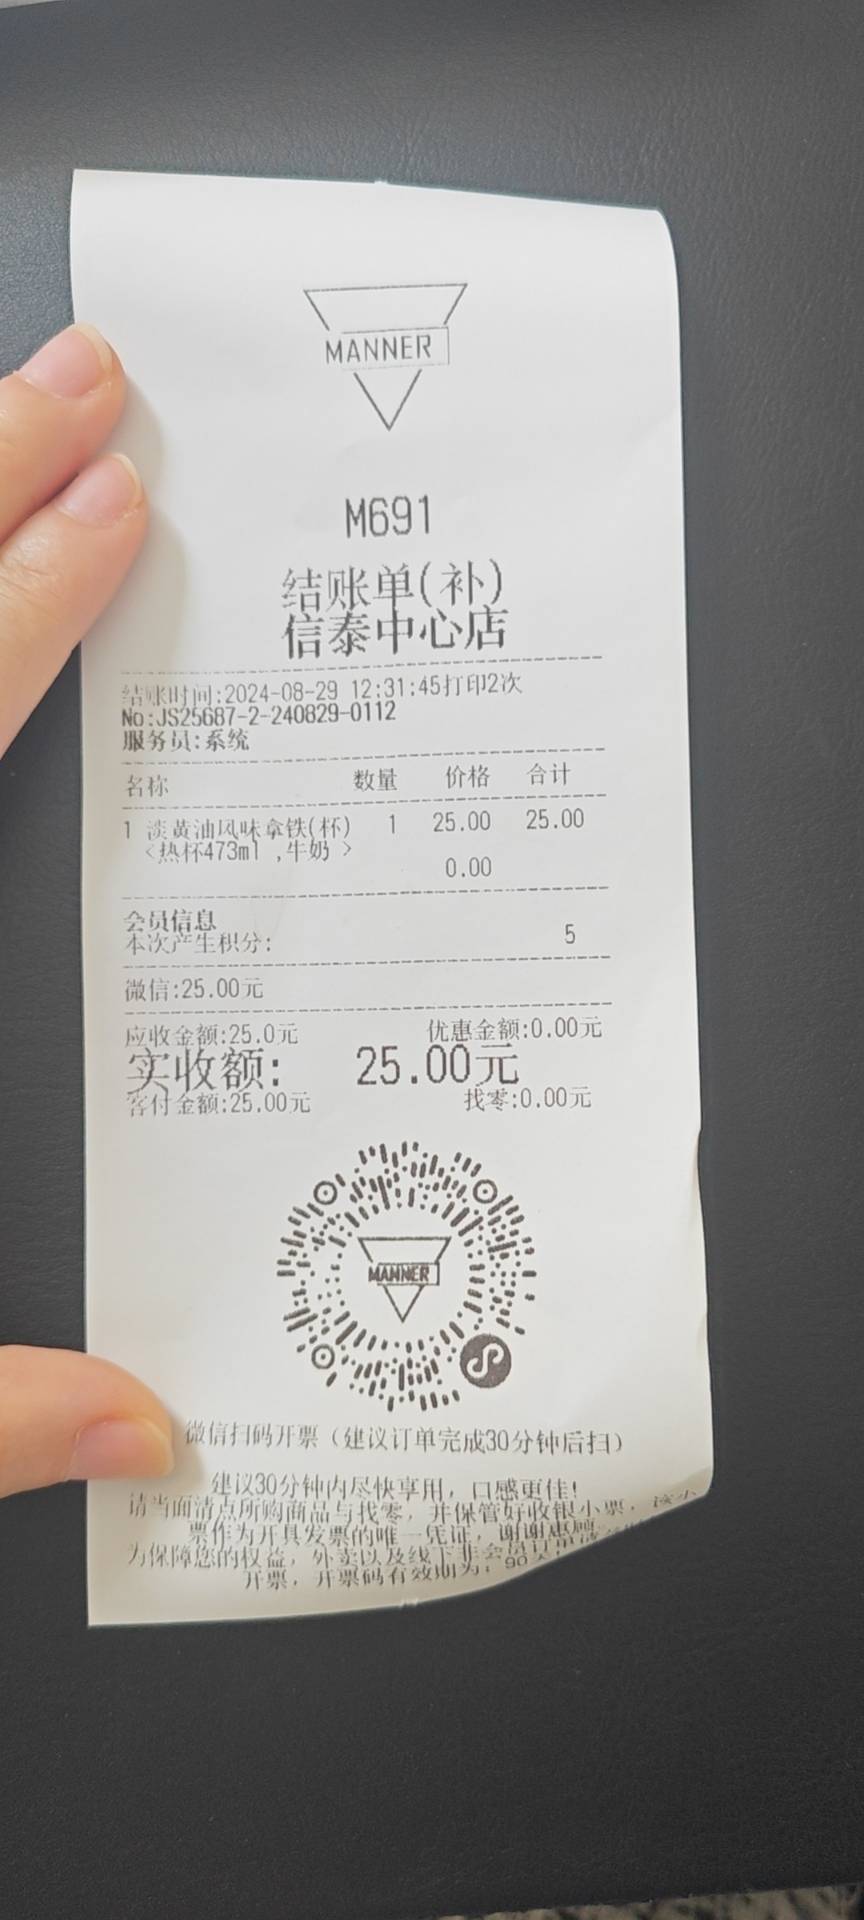 MANNER
M691
结账单(补)
信泰中心店
结账时间:2024-08-29 12:31:45打印2次
No:JS25687-2-240829-0112
服务员:系统
名称 数量 价格 合计
1 淡黄油风味拿铁(杯) 1 25.00 25.00
<热杯473ml ,牛奶 >
0.00
会员信息
本次产生积分: 5
微信:25.00元
应收金额:25.0元 优惠金额:0.00元
实收额: 25.00元
客付金额:25.00元 找零:0.00元
MANNER
微信扫码开票（建议订单完成30分钟后扫）
建议30分钟内尽快享用，口感更佳！
请当面清点所购商品与找零，并保管好收银小票，该小
票作为开具发票的唯一凭证，谢谢惠顾
为保障您的权益，外卖以及线下非会员订单
开票，开票码有效期为：90天